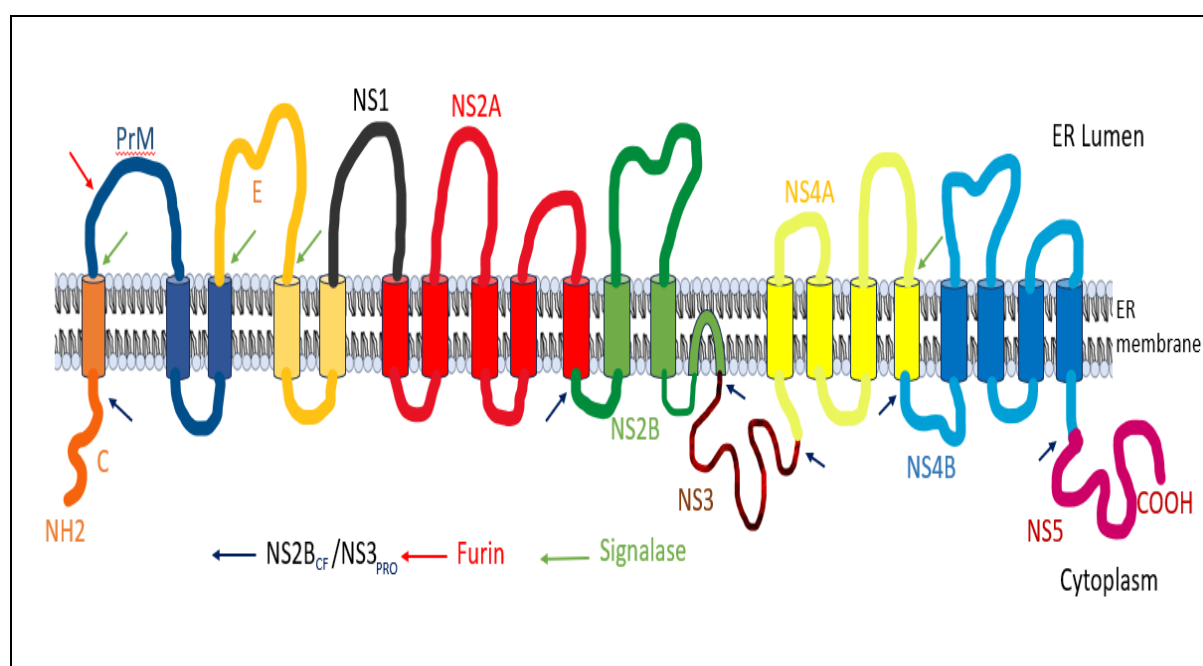 NS1
NS2A
PrM
ER Lumen
E
NS4A
ER
membrane
NS2B
C
NS4B
NS3
COOH
NH2
NS5
NS2BCF/NS3PRO
Furin
Signalase
Cytoplasm